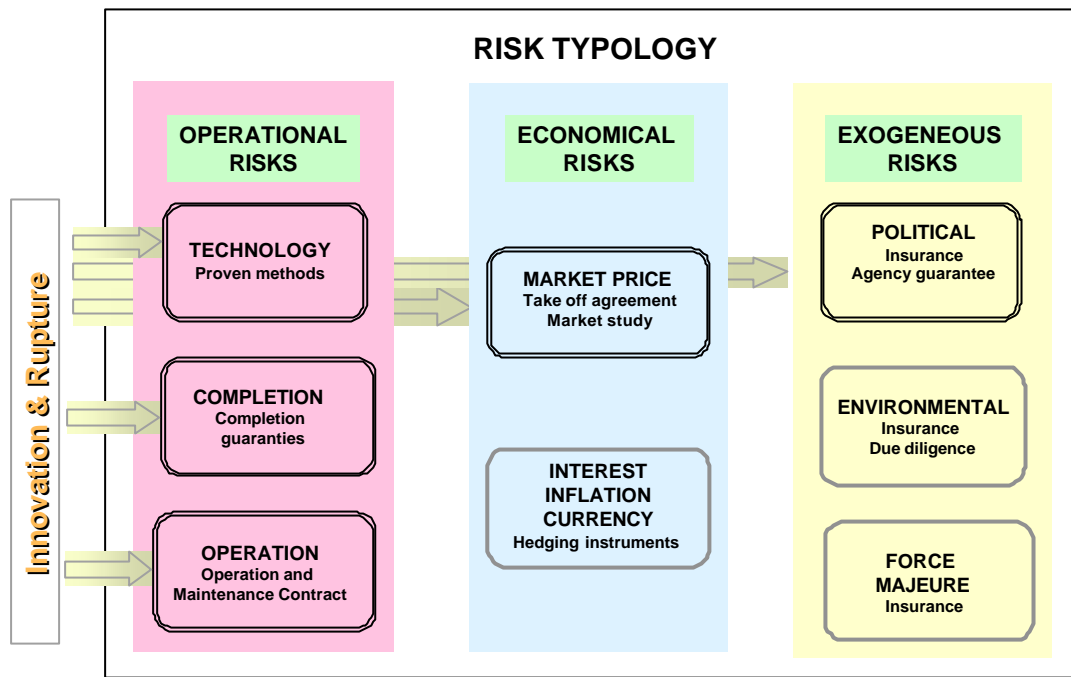 RISK TYPOLOGY
Innovation & Rupture
OPERATIONAL
RISKS
TECHNOLOGY
Proven methods
COMPLETION
Completion
guaranties
OPERATION
Operation and
Maintenance Contract
ECONOMICAL
RISKS
MARKET PRICE
Take off agreement
Market study
INTEREST
INFLATION
CURRENCY
Hedging instruments
EXOGENEOUS
RISKS
POLITICAL
Insurance
Agency guarantee
ENVIRONMENTAL
Insurance
Due diligence
FORCE
MAJEURE
Insurance